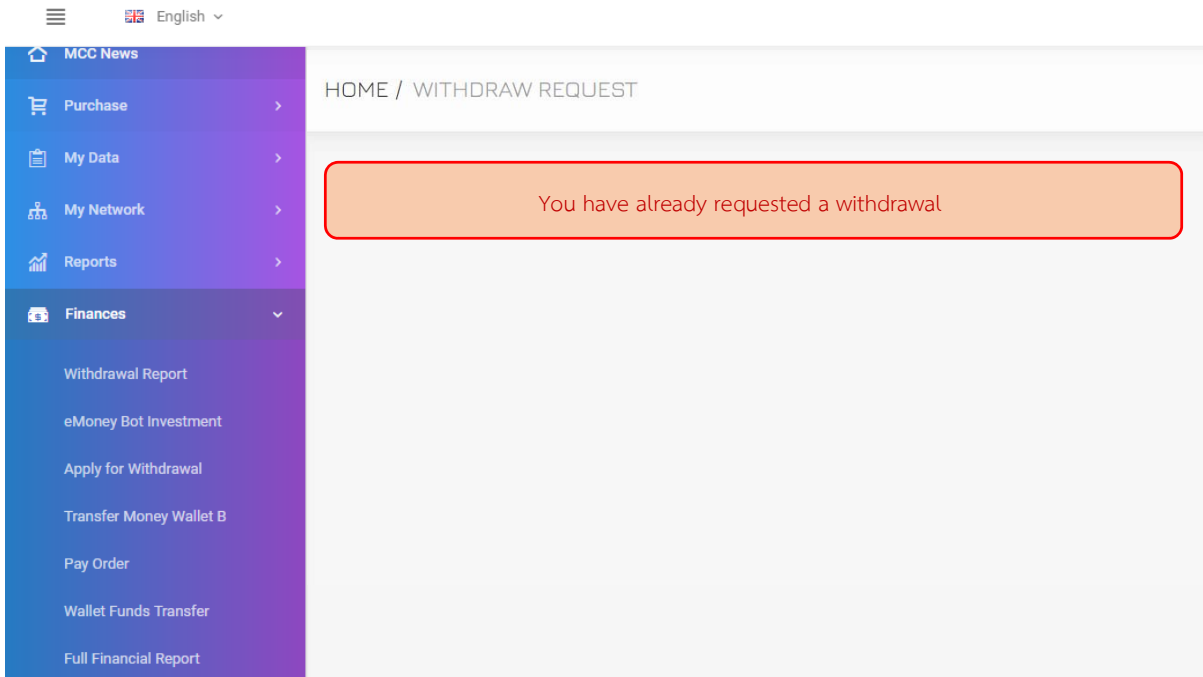 English
MCC News
Purchase
My Data
My Network
Reports
Finances
Withdrawal Report
eMoney Bot Investment
Apply for Withdrawal
Transfer Money Wallet B
Pay Order
Wallet Funds Transfer
Full Financial Report
HOME / WITHDRAW REQUEST
You have already requested a withdrawal